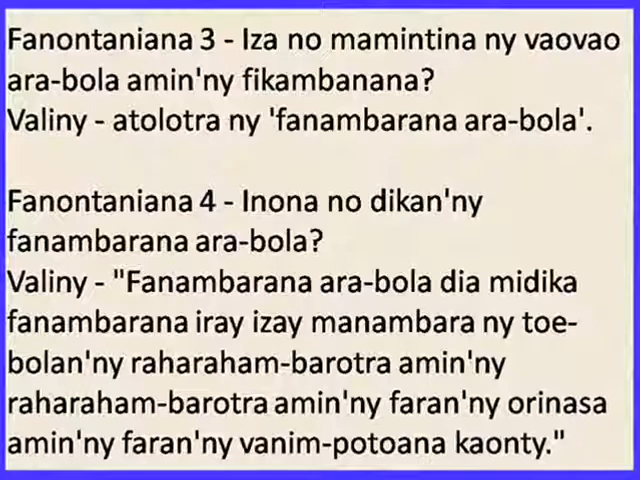 Fanontaniana 3 - Iza no mamintina ny vaovao
ara-bola amin'ny fikambanana?
Valiny - atolotra ny 'fanambarana ara-bola'.
Fanontaniana 4 - Inona no dikan'ny
fanambarana ara-bola?
Valiny - "Fanambarana ara-bola dia midika
fanambarana iray izay manambara ny toe-
bolan'ny raharaham-barotra amin'ny
raharaham-barotra amin'ny faran'ny orinasa
amin'ny faran'ny vanim-potoana kaonty."